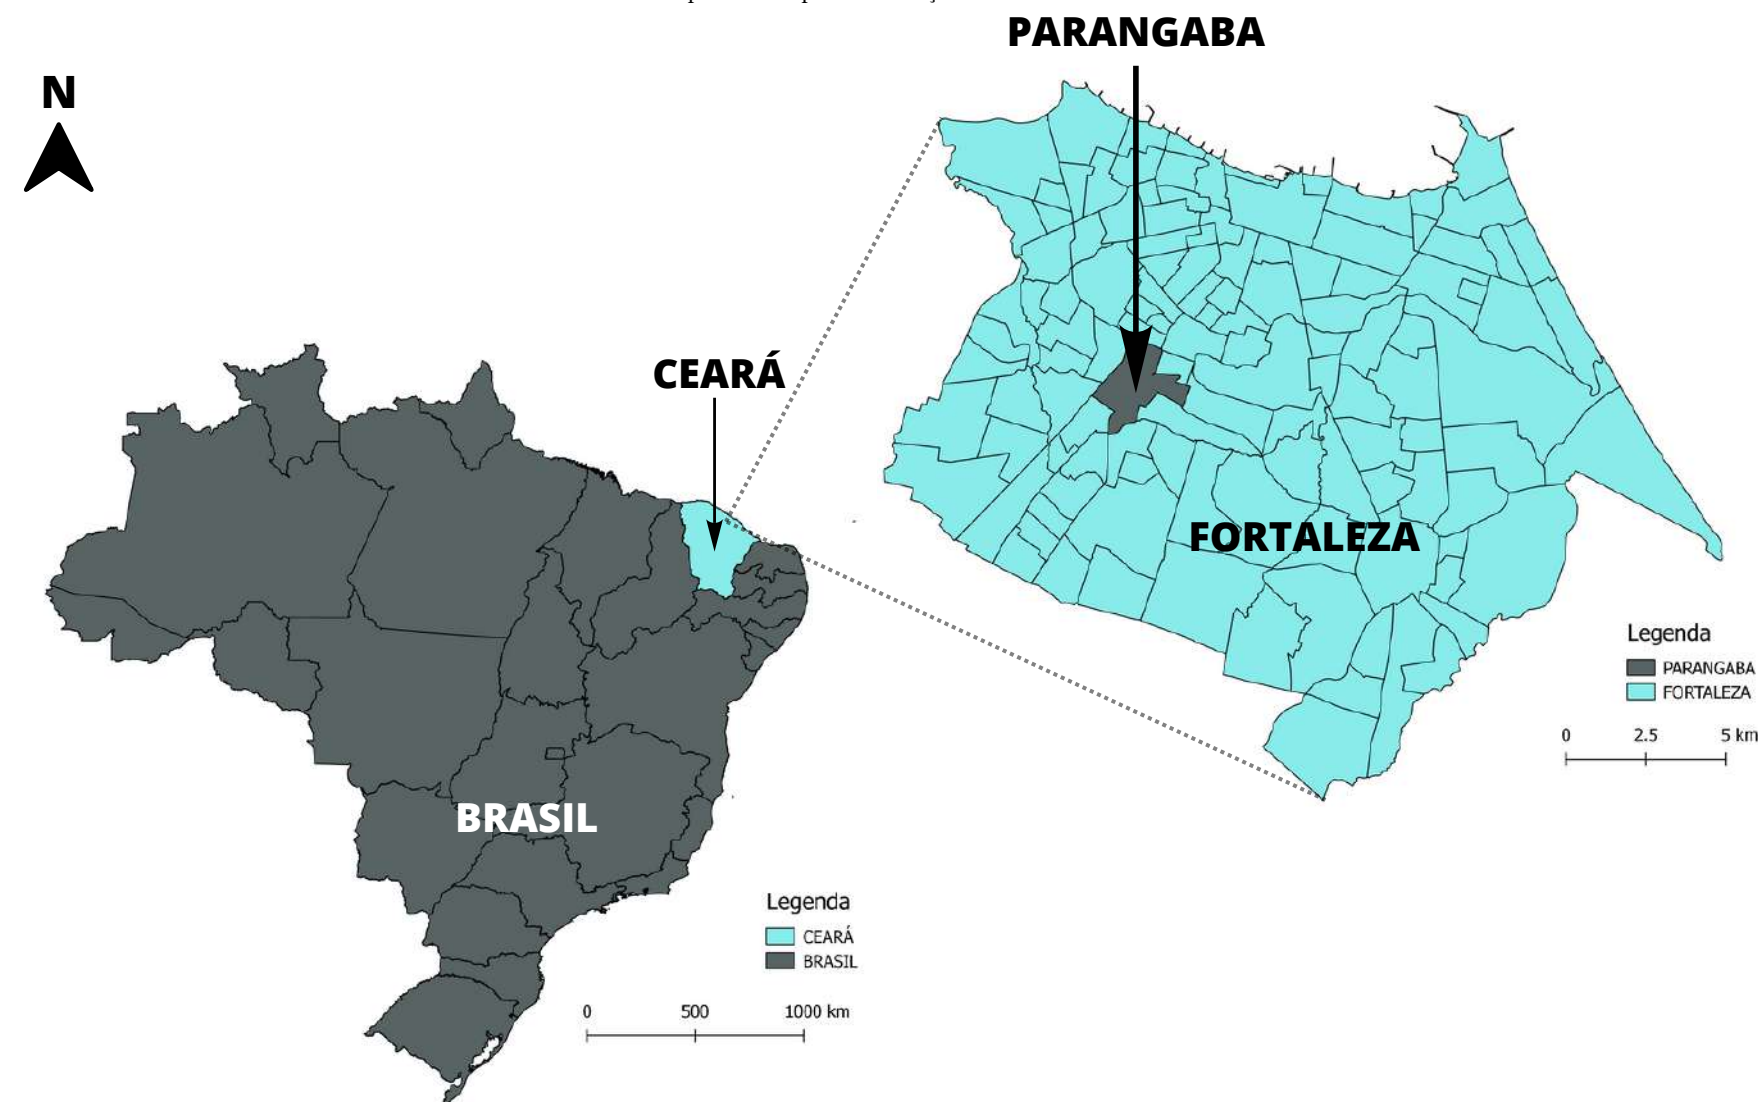 PARANGABA
N
CEARÁ
FORTALEZA
BRASIL
Legenda
PARANGABA
FORTALEZA
0 2.5 5 km
Legenda
CEARÁ
BRASIL
0 500 1000 km